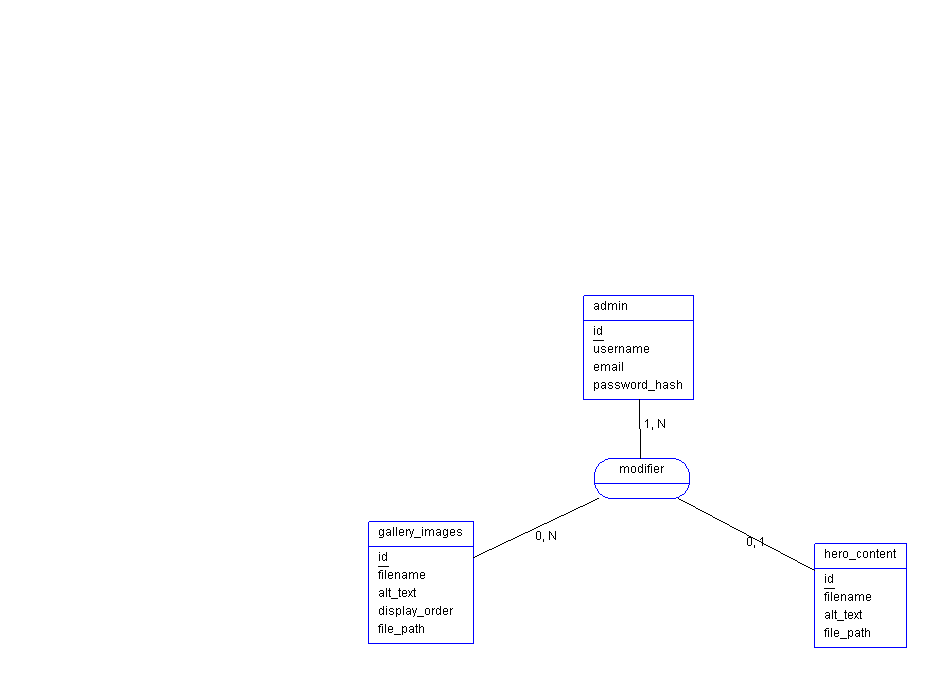 admin
id
username
email
password_hash
1, N
modifier
0, N
0, 1
gallery_images
id
filename
alt_text
display_order
file_path
hero_content
id
filename
alt_text
file_path